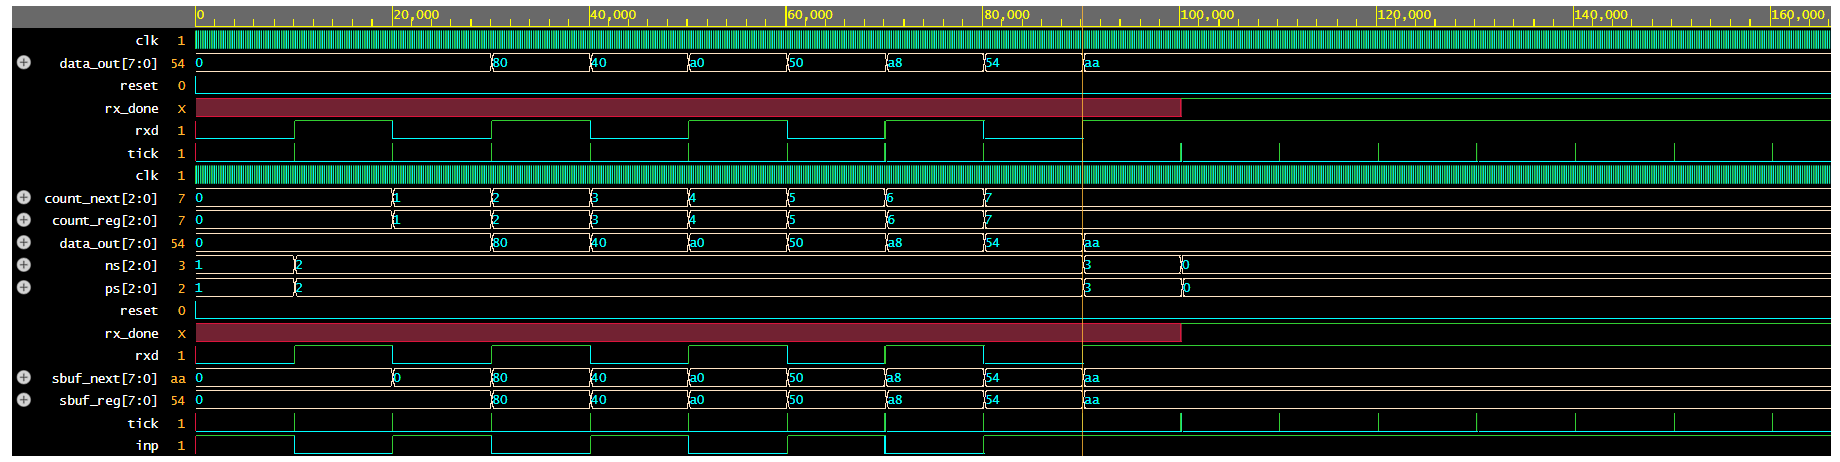 0 20,000 40,000 60,000 80,000 100,000 120,000 140,000 160,000
clk 1
data_out[7:0] 54 0 80 40 a0 50 a8 54 aa
reset 0
rx_done X
rxd 1
tick 1
clk 1
count_next[2:0] 7 0 1 2 3 4 5 6 7
count_reg[2:0] 7 0 1 2 3 4 5 6 7
data_out[7:0] 54 0 80 40 a0 50 a8 54 aa
ns[2:0] 3 1 2 3 0
ps[2:0] 2 1 2 3 0
reset 0
rx_done X
rxd 1
sbuf_next[7:0] aa 0 0 80 40 a0 50 a8 54 aa
sbuf_reg[7:0] 54 0 80 40 a0 50 a8 54 aa
tick 1
inp 1